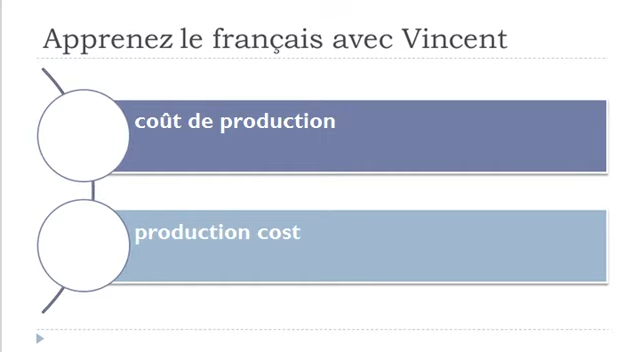 Apprenez le français avec Vincent
coût de production
production cost